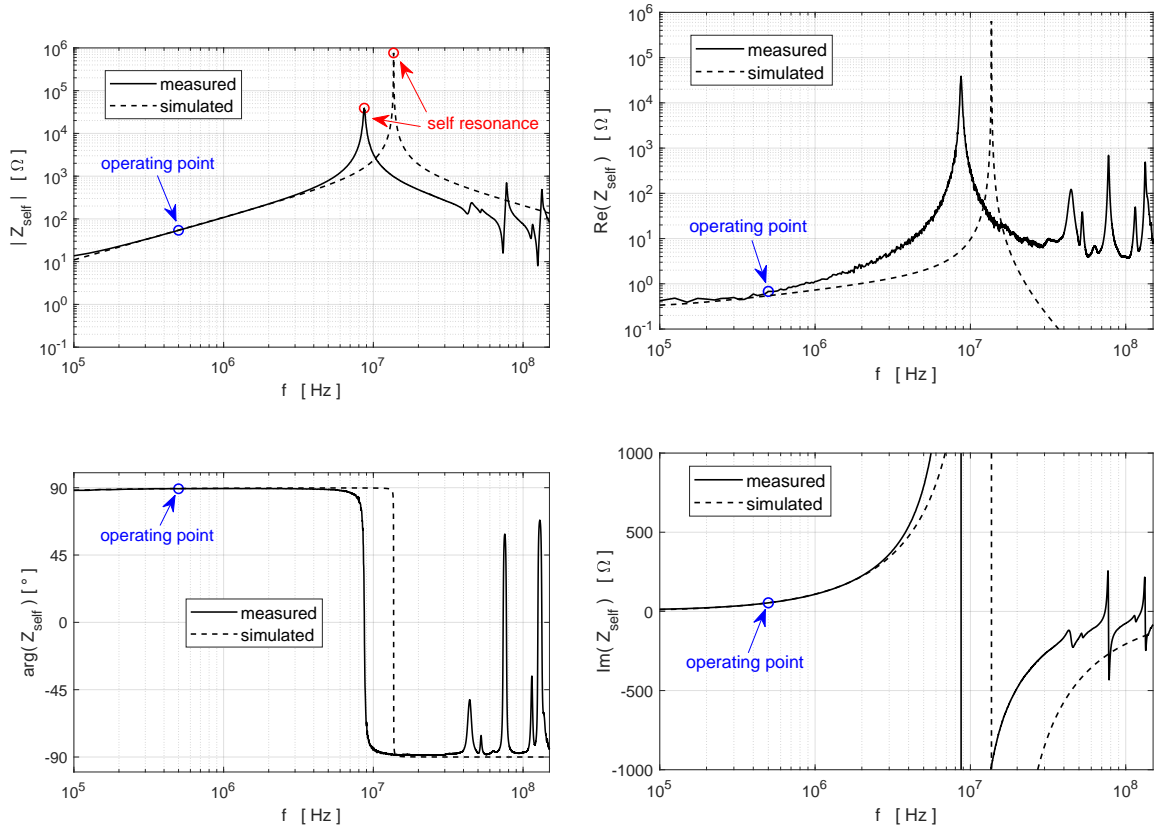 10^6
10^5
10^4
10^3
10^2
10^1
10^0
10^-1
| Z_self | [ Ω ]
measured
simulated
self resonance
operating point
10^5 10^6 10^7 10^8
f [ Hz ]
10^6
10^5
10^4
10^3
10^2
10^1
10^0
10^-1
Re( Z_self ) [ Ω ]
measured
simulated
operating point
10^5 10^6 10^7 10^8
f [ Hz ]
90
45
0
-45
-90
arg( Z_self ) [ ° ]
operating point
measured
simulated
10^5 10^6 10^7 10^8
f [ Hz ]
1000
500
0
-500
-1000
Im( Z_self ) [ Ω ]
measured
simulated
operating point
10^5 10^6 10^7 10^8
f [ Hz ]